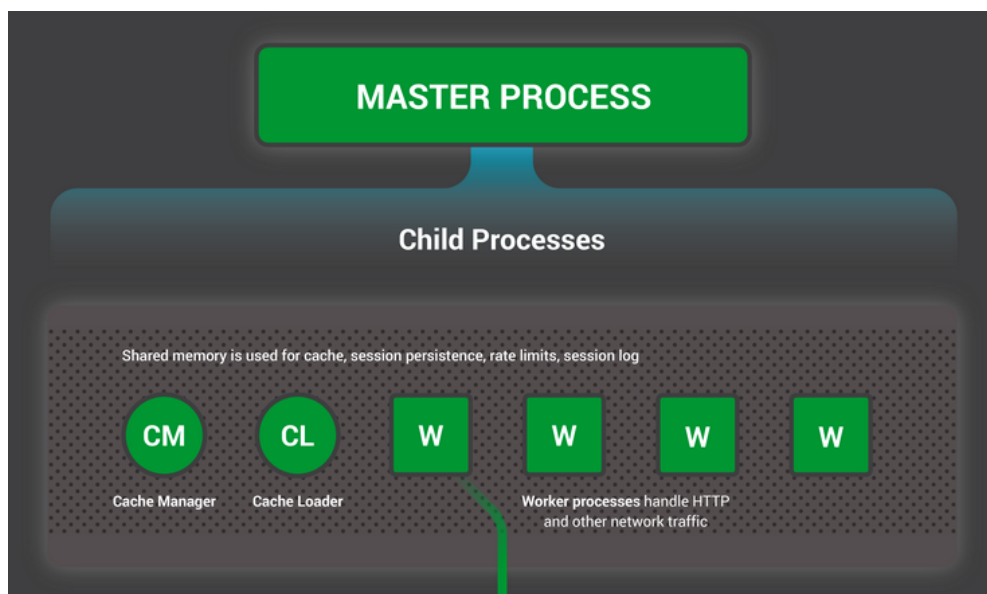 MASTER PROCESS
Child Processes
Shared memory is used for cache, session persistence, rate limits, session log
CM
CL
W
W
W
W
Cache Manager
Cache Loader
Worker processes handle HTTP
and other network traffic